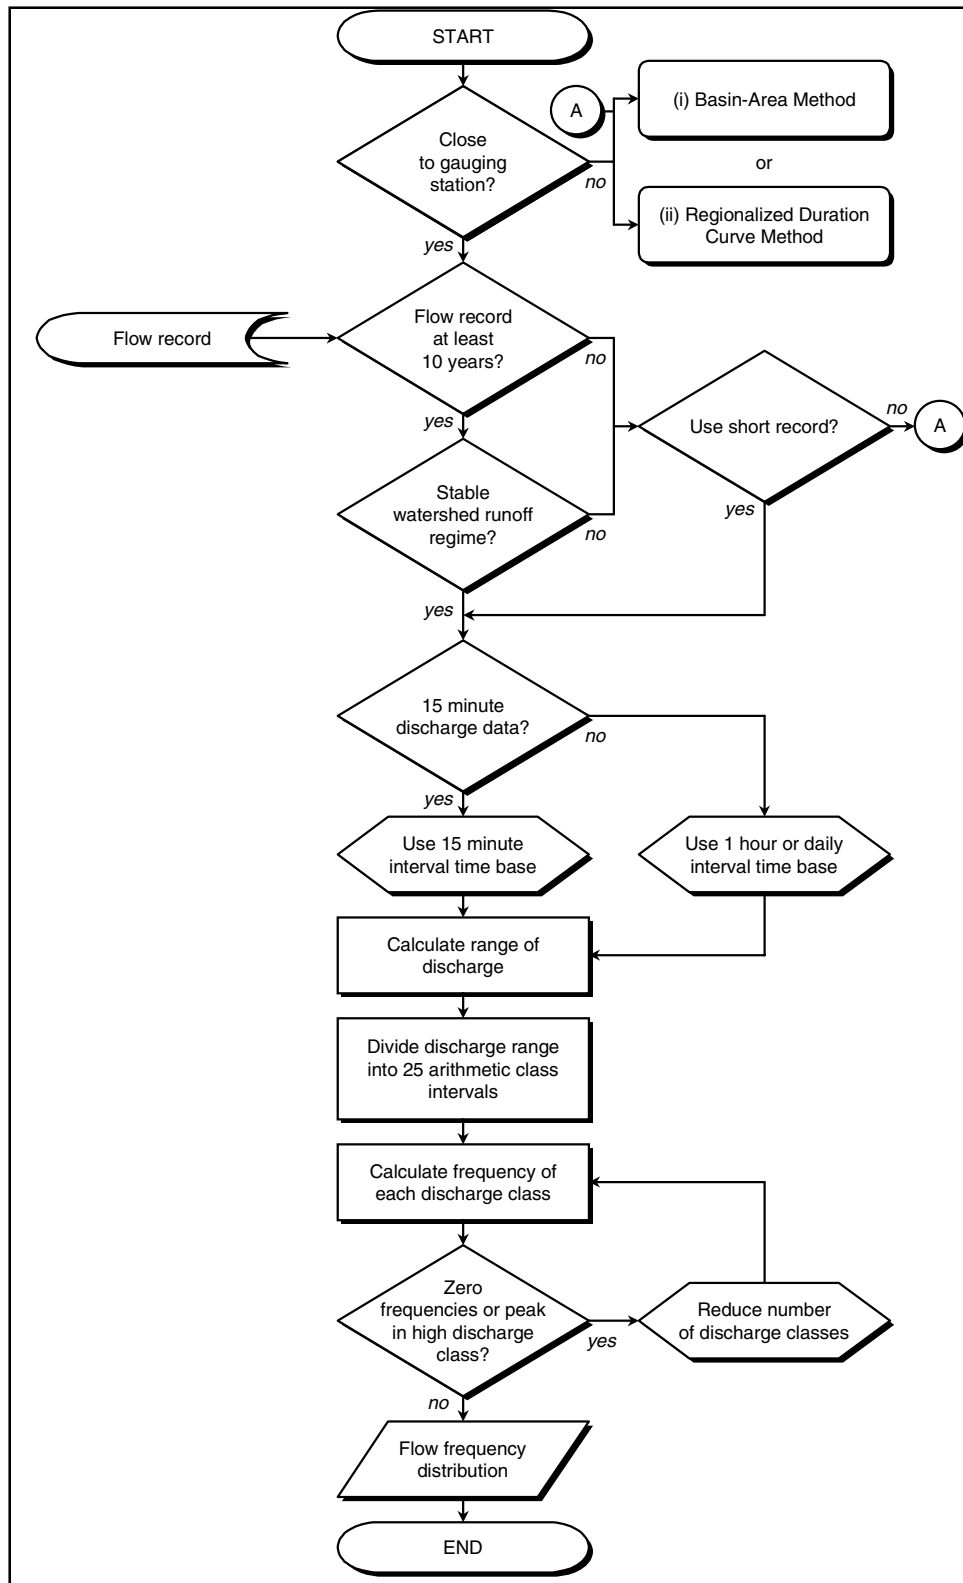 START
Close
to gauging
station?
no
yes
A
(i) Basin-Area Method
or
(ii) Regionalized Duration
Curve Method
Flow record
Flow record
at least
10 years?
no
yes
Use short record?
no
A
yes
Stable
watershed runoff
regime?
no
yes
15 minute
discharge data?
no
yes
Use 15 minute
interval time base
Use 1 hour or daily
interval time base
Calculate range of
discharge
Divide discharge range
into 25 arithmetic class
intervals
Calculate frequency of
each discharge class
Zero
frequencies or peak
in high discharge
class?
yes
Reduce number
of discharge classes
no
Flow frequency
distribution
END